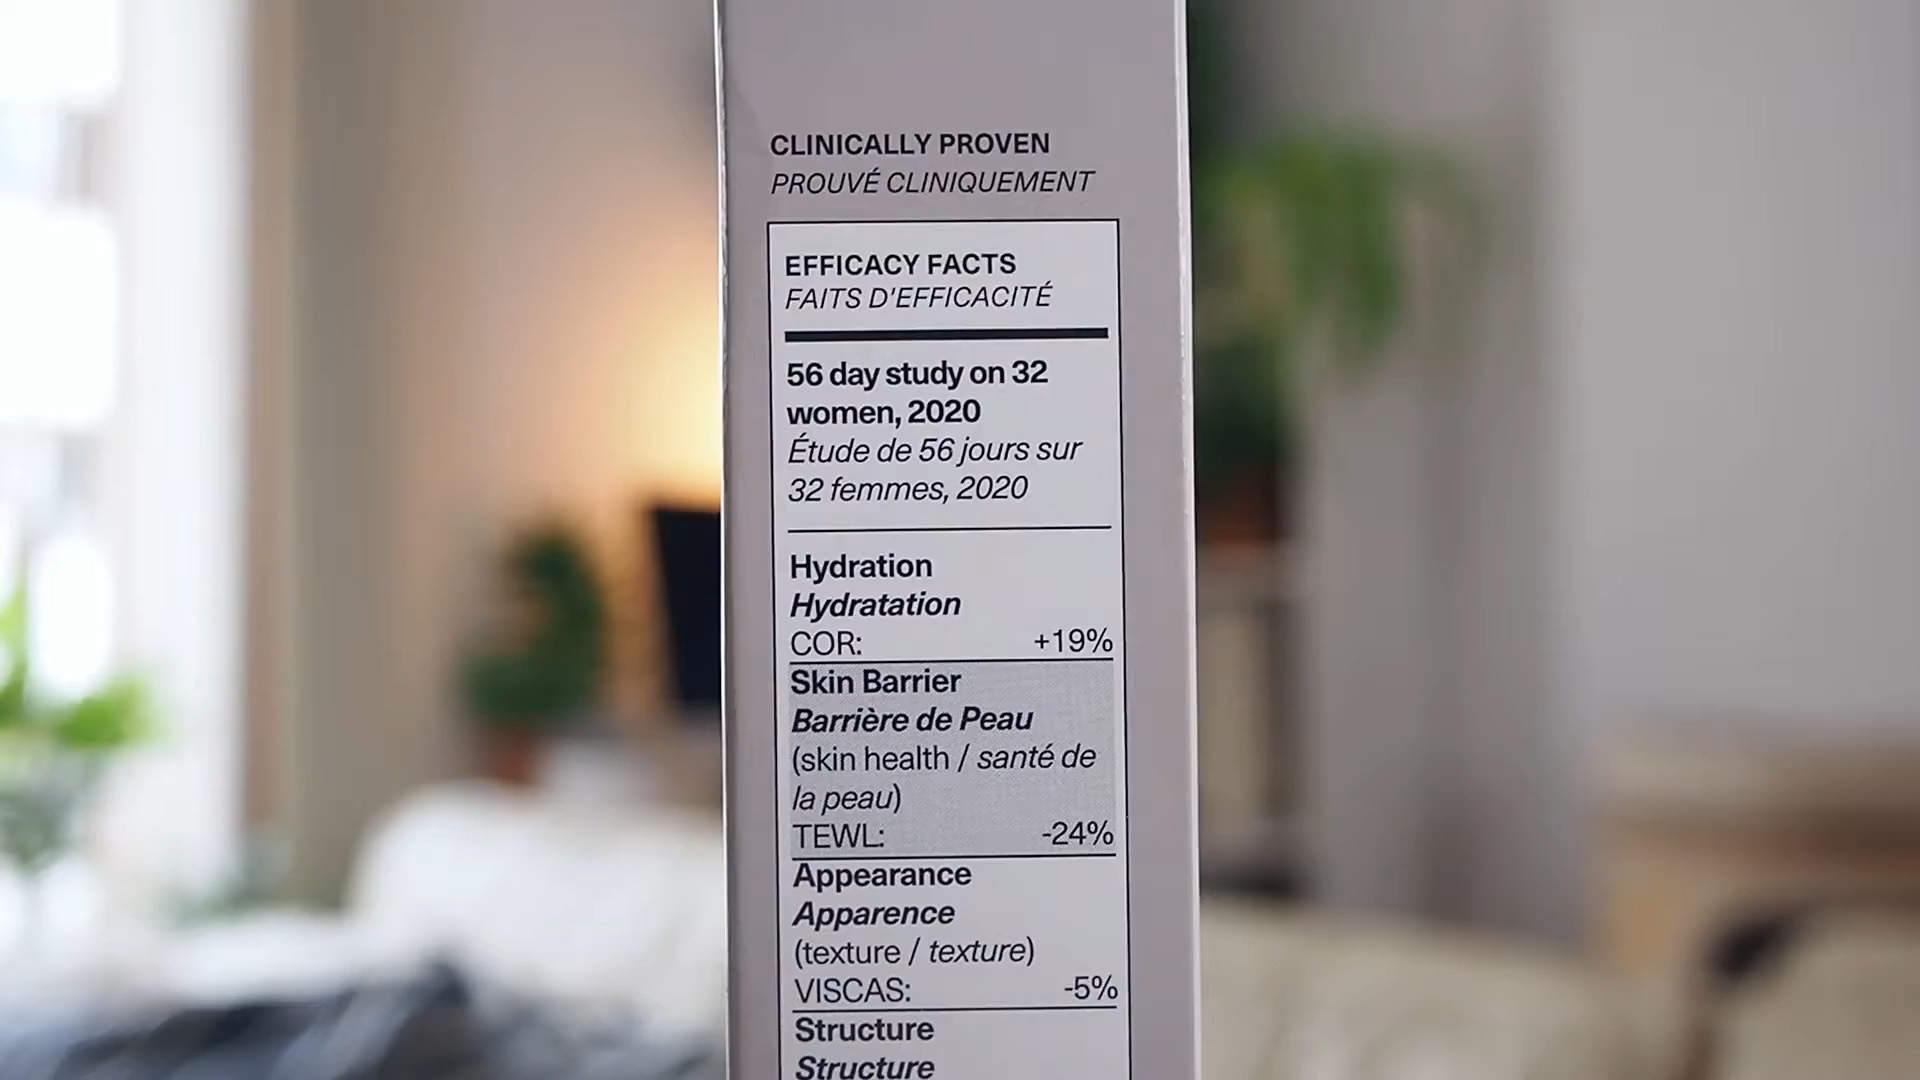 CLINICALLY PROVEN
PROUVÉ CLINIQUEMENT
EFFICACY FACTS
FAITS D'EFFICACITÉ
56 day study on 32
women, 2020
Étude de 56 jours sur
32 femmes, 2020
Hydration
Hydratation
COR: +19%
Skin Barrier
Barrière de Peau
(skin health / santé de
la peau)
TEWL: -24%
Appearance
Apparence
(texture / texture)
VISCAS: -5%
Structure
Structure